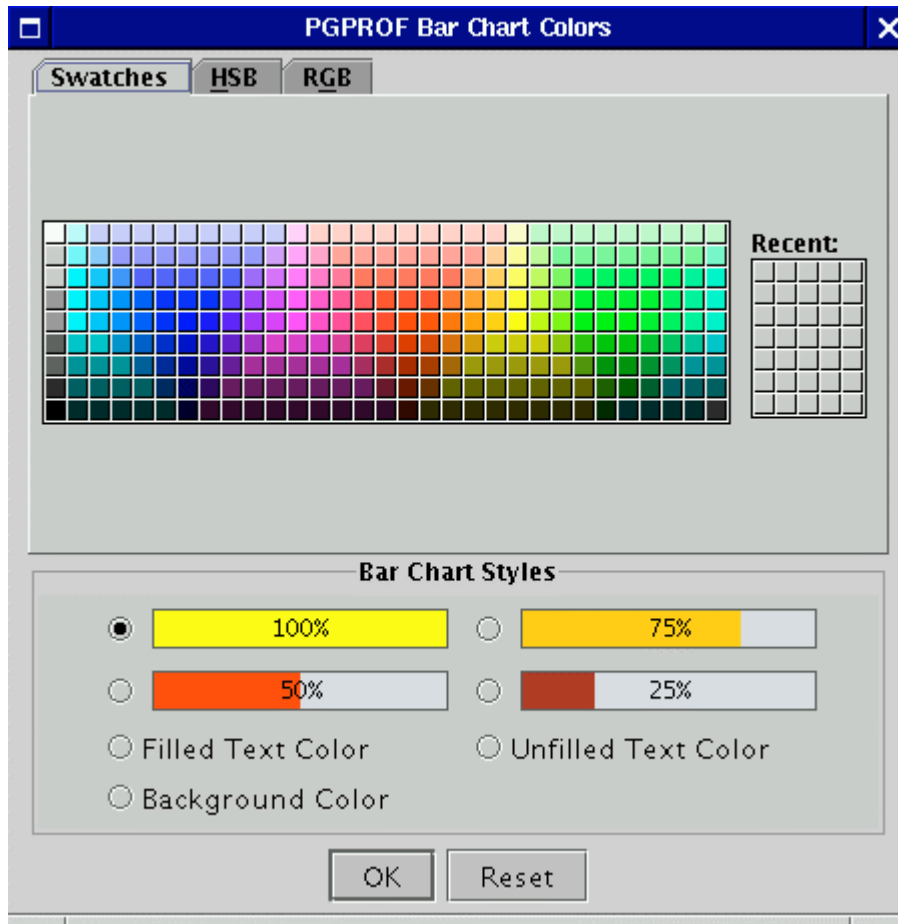 PGPROF Bar Chart Colors
Swatches HSB RGB
Recent:
Bar Chart Styles
100% 75%
50% 25%
Filled Text Color Unfilled Text Color
Background Color
OK Reset